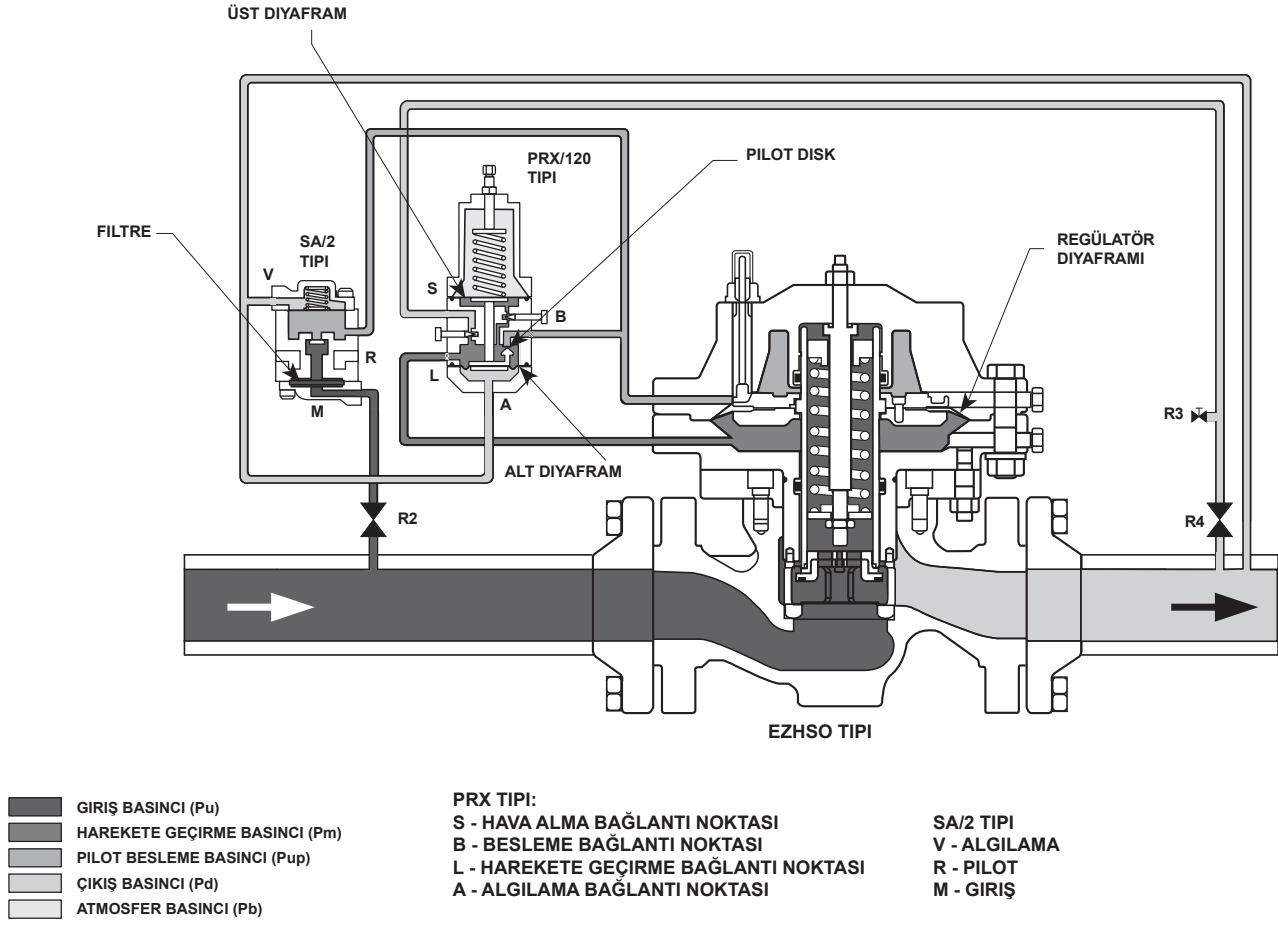 ÜST DIYAFRAM
PRX/120
TIPI
PILOT DISK
FILTRE
SA/2
TIPI
REGÜLATÖR
DIYAFRAMI
V
S
B
R
L
M
A
R3
ALT DIYAFRAM
R2
R4
EZHSO TIPI
GIRIŞ BASINCI (Pu)
HAREKETE GEÇIRME BASINCI (Pm)
PILOT BESLEME BASINCI (Pup)
ÇIKIŞ BASINCI (Pd)
ATMOSFER BASINCI (Pb)
PRX TIPI:
S - HAVA ALMA BAĞLANTI NOKTASI
B - BESLEME BAĞLANTI NOKTASI
L - HAREKETE GEÇIRME BAĞLANTI NOKTASI
A - ALGILAMA BAĞLANTI NOKTASI
SA/2 TIPI
V - ALGILAMA
R - PILOT
M - GIRIŞ